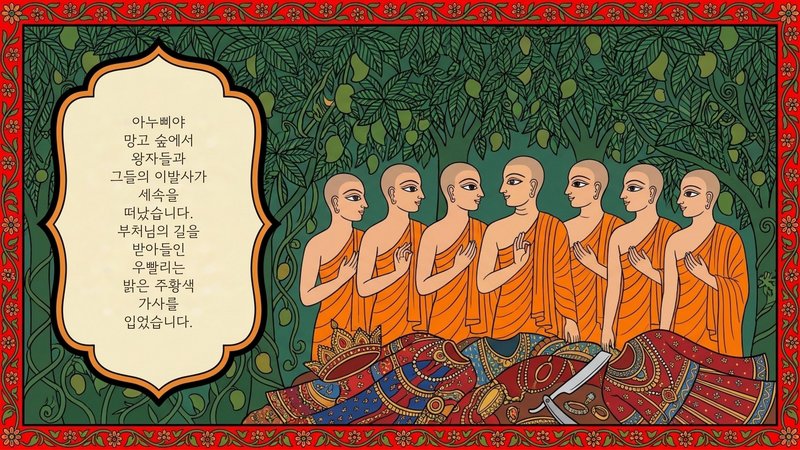 아누삐야
망고 숲에서
왕자들과
그들의 이발사가
세속을
떠났습니다.
부처님의 길을
받아들인
우빨리는
밝은 주황색
가사를
입었습니다.